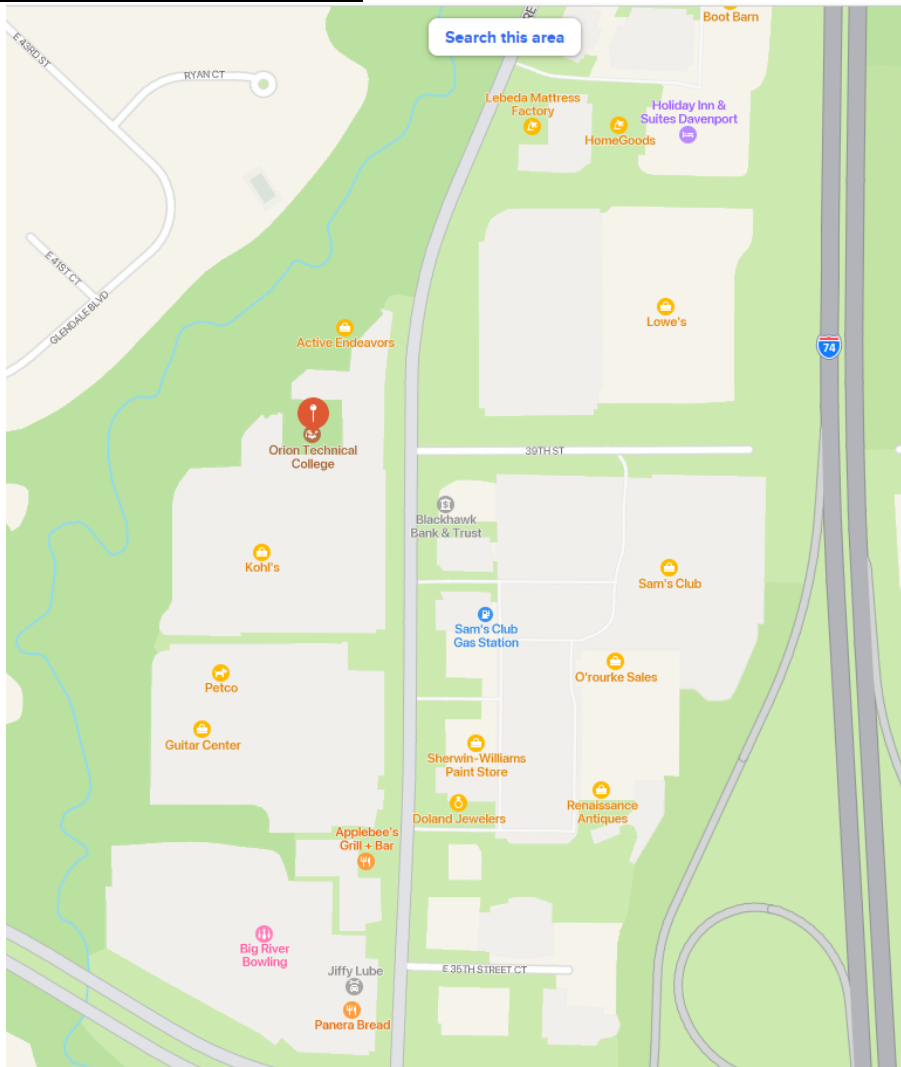 Boot Barn
RE
Search this area
E 43RD ST
RYAN CT
Lebeda Mattress
Factory
HomeGoods
Holiday Inn &
Suites Davenport
E 41ST CT
GLENDALE BLVD
Lowe's
Active Endeavors
74
Orion Technical
College
39TH ST
Blackhawk
Bank & Trust
Kohl's
Sam's Club
Sam's Club
Gas Station
O'rourke Sales
Petco
Guitar Center
Sherwin-Williams
Paint Store
Doland Jewelers
Renaissance
Antiques
Applebee's
Grill + Bar
Big River
Bowling
Jiffy Lube
E 35TH STREET CT
Panera Bread